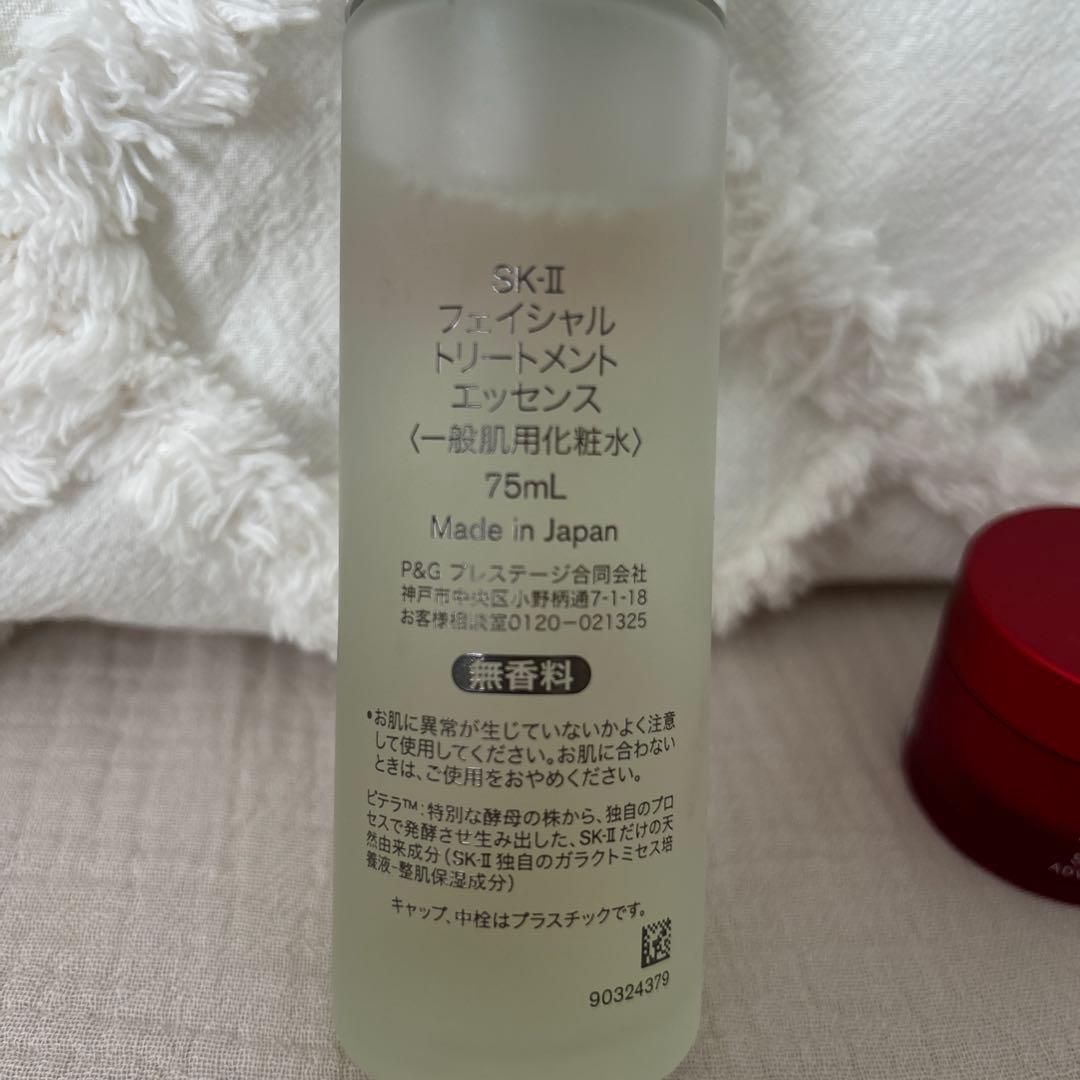 SK-II
フェイシャル
トリートメント
エッセンス
〈一般肌用化粧水〉
75mL
Made in Japan
P&G プレステージ合同会社
神戸市中央区小野柄通7-1-18
お客様相談室0120-021325
無香料
•お肌に異常が生じていないかよく注意
して使用してください。お肌に合わない
ときは、ご使用をおやめください。
ピテラ™:特別な酵母の株から、独自のプロ
セスで発酵させ生み出した、SK-IIだけの天
然由来成分(SK-II独自のガラクトミセス培
養液-整肌保湿成分)
キャップ、中栓はプラスチックです。
90324379